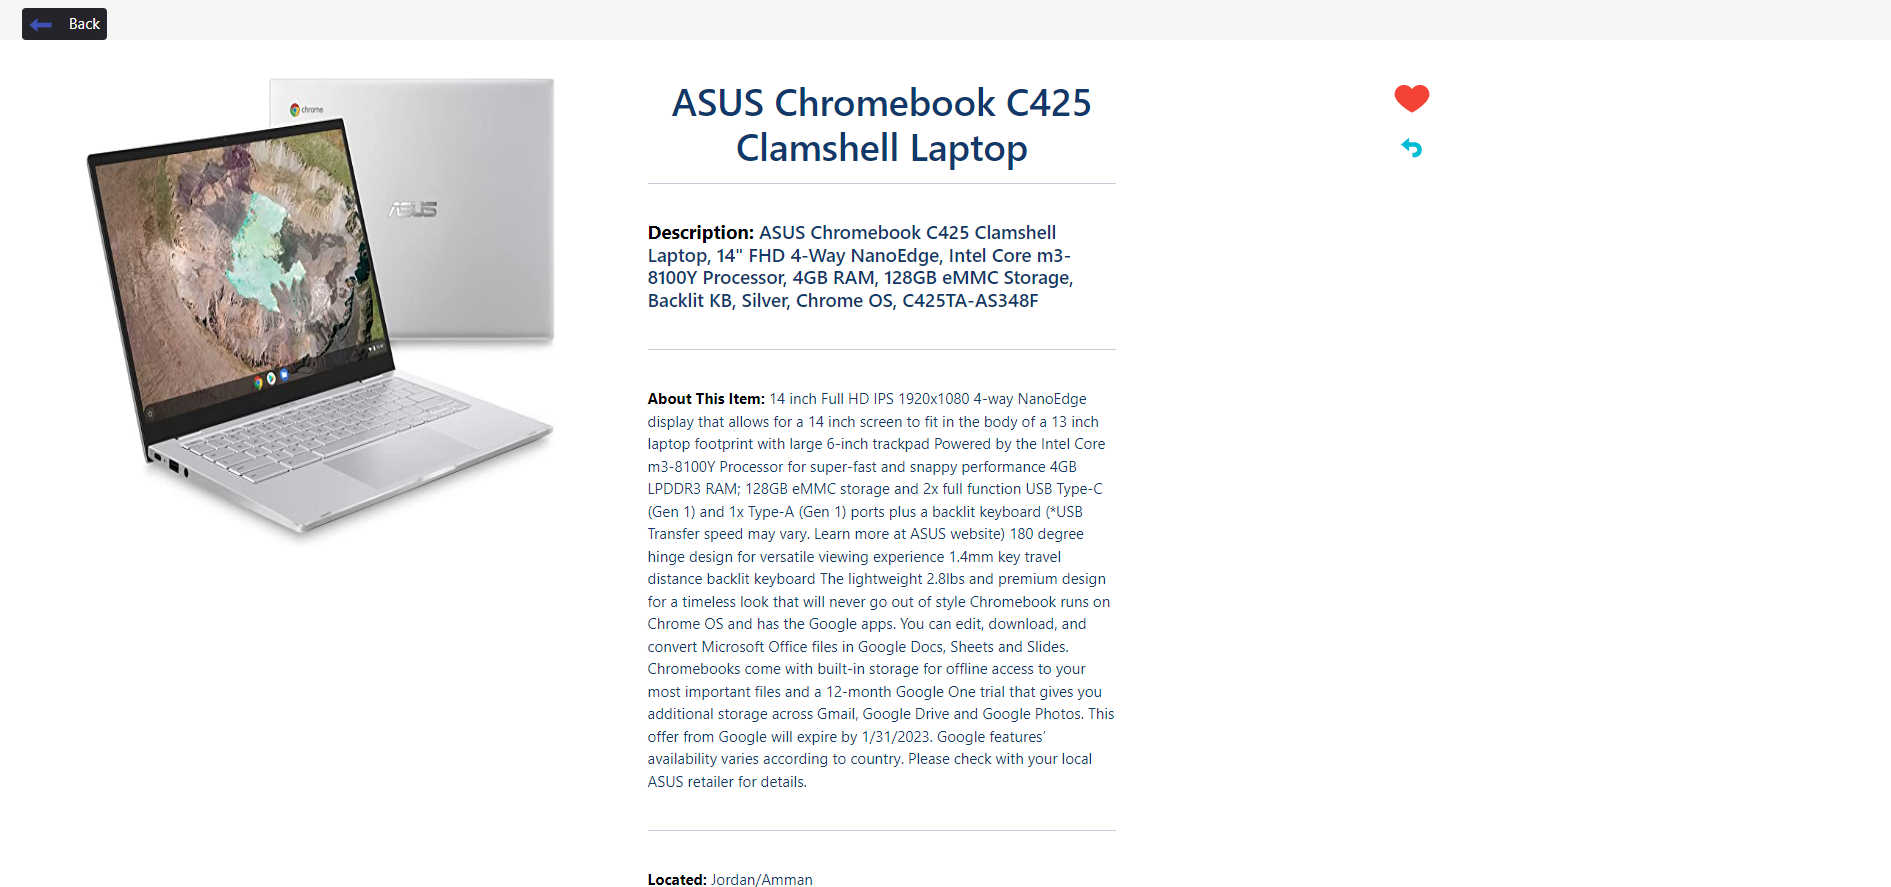 Back
chrome
ASUS
ASUS Chromebook C425
Clamshell Laptop
Description: ASUS Chromebook C425 Clamshell
Laptop, 14" FHD 4-Way NanoEdge, Intel Core m3-
8100Y Processor, 4GB RAM, 128GB eMMC Storage,
Backlit KB, Silver, Chrome OS, C425TA-AS348F
About This Item: 14 inch Full HD IPS 1920x1080 4-way NanoEdge
display that allows for a 14 inch screen to fit in the body of a 13 inch
laptop footprint with large 6-inch trackpad Powered by the Intel Core
m3-8100Y Processor for super-fast and snappy performance 4GB
LPDDR3 RAM; 128GB eMMC storage and 2x full function USB Type-C
(Gen 1) and 1x Type-A (Gen 1) ports plus a backlit keyboard (*USB
Transfer speed may vary. Learn more at ASUS website) 180 degree
hinge design for versatile viewing experience 1.4mm key travel
distance backlit keyboard The lightweight 2.8lbs and premium design
for a timeless look that will never go out of style Chromebook runs on
Chrome OS and has the Google apps. You can edit, download, and
convert Microsoft Office files in Google Docs, Sheets and Slides.
Chromebooks come with built-in storage for offline access to your
most important files and a 12-month Google One trial that gives you
additional storage across Gmail, Google Drive and Google Photos. This
offer from Google will expire by 1/31/2023. Google features’
availability varies according to country. Please check with your local
ASUS retailer for details.
Located: Jordan/Amman